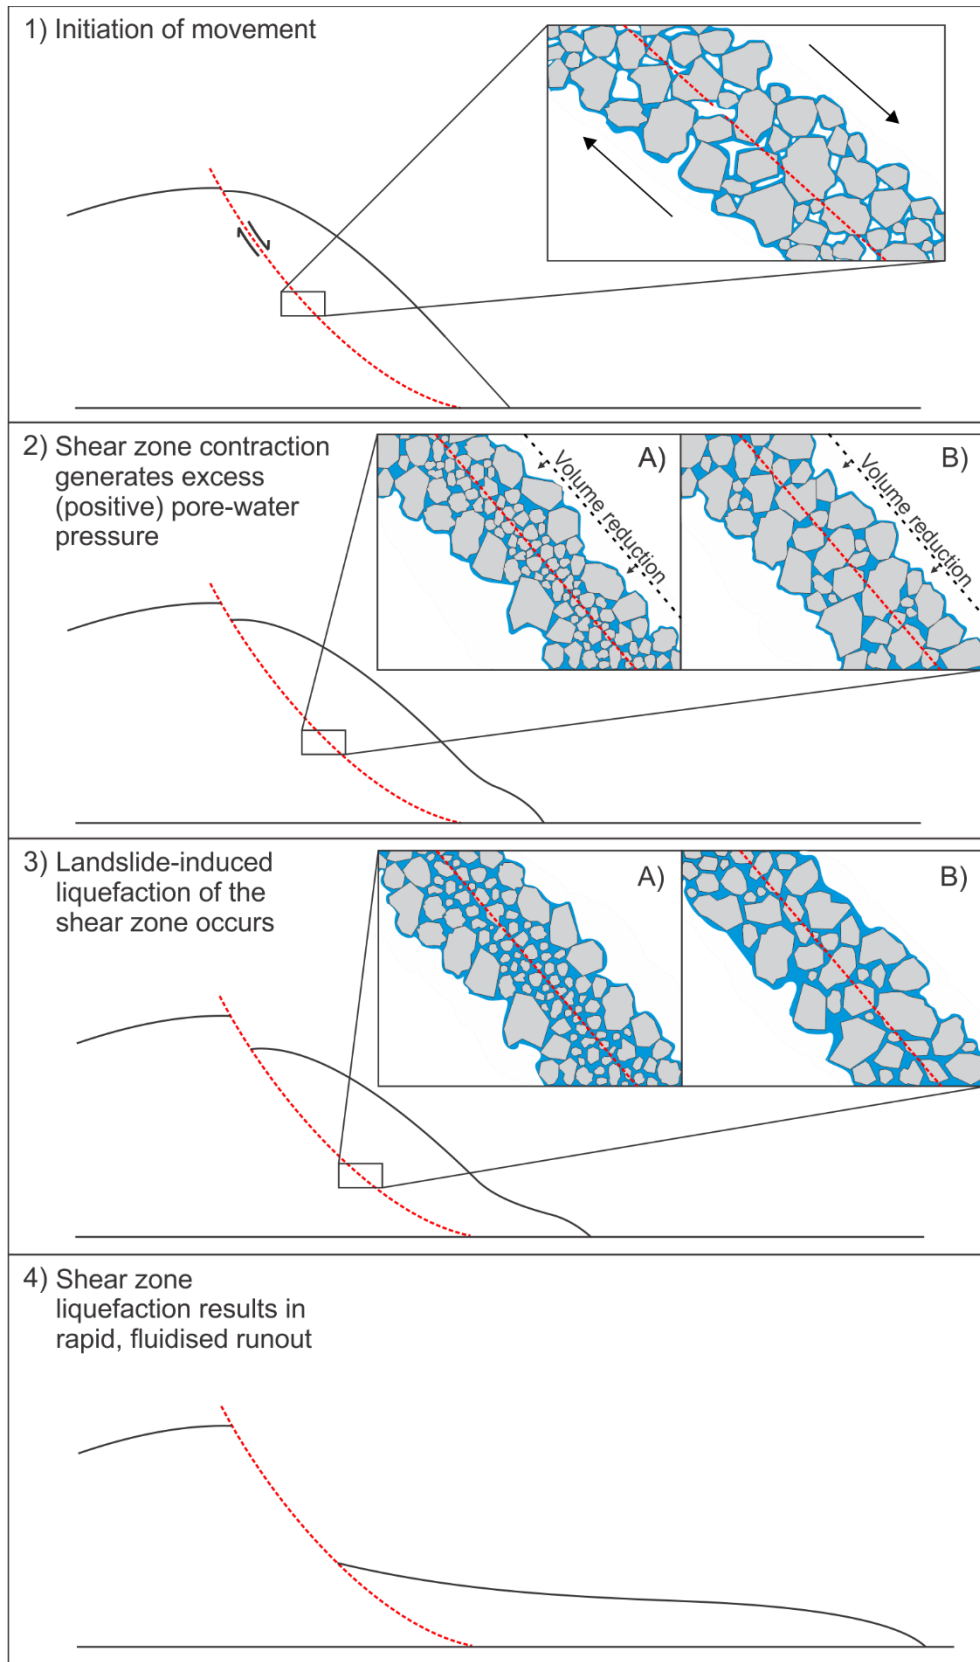 1) Initiation of movement
2) Shear zone contraction
generates excess
(positive) pore-water
pressure
A)
Volume reduction
B)
Volume reduction
3) Landslide-induced
liquefaction of the
shear zone occurs
A)
B)
4) Shear zone
liquefaction results in
rapid, fluidised runout